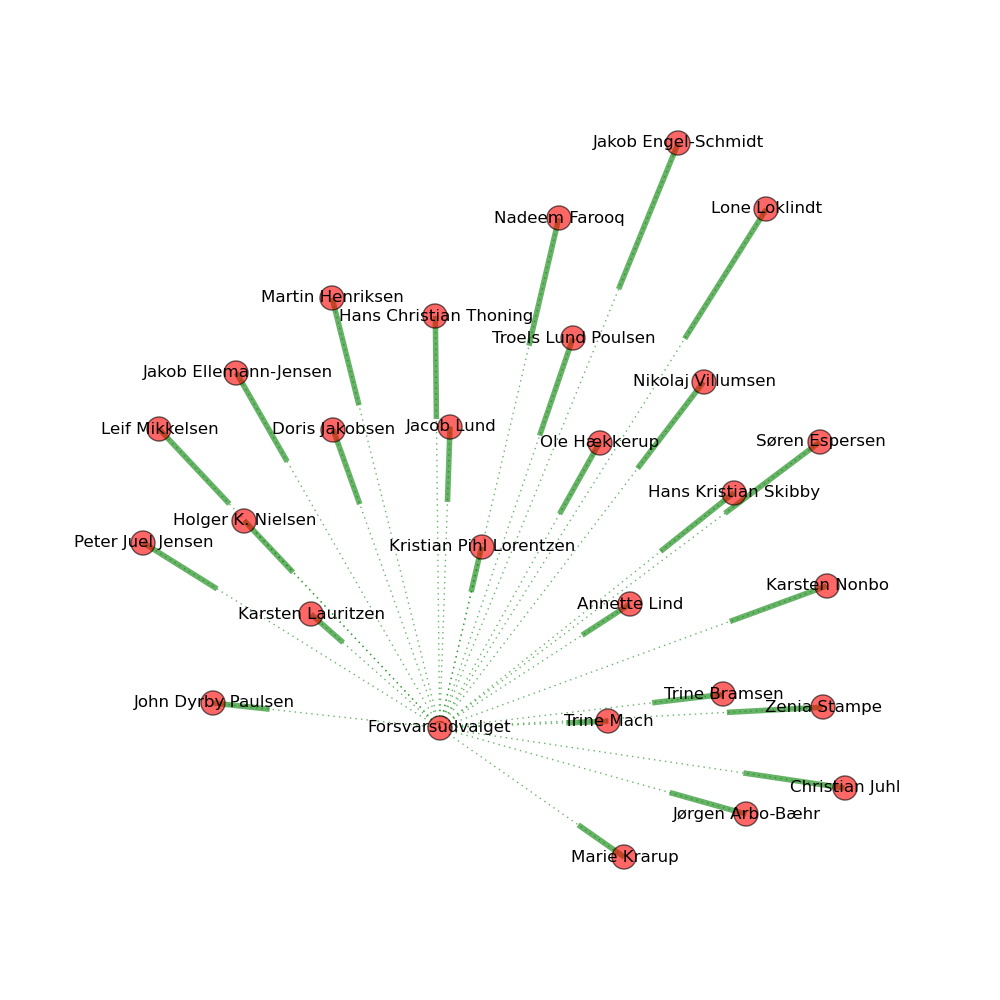 Jakob Engel-Schmidt
Lone Loklindt
Nadeem Farooq
Martin Henriksen
Hans Christian Thoning
Troels Lund Poulsen
Jakob Ellemann-Jensen
Nikolaj Villumsen
Leif Mikkelsen
Doris Jakobsen
Jacob Lund
Ole Hækkerup
Søren Espersen
Hans Kristian Skibby
Holger K. Nielsen
Peter Juel Jensen
Kristian Pihl Lorentzen
Karsten Nonbo
Annette Lind
Karsten Lauritzen
Trine Bramsen
John Dyrby Paulsen
Zenia Stampe
Trine Mach
Forsvarsudvalget
Christian Juhl
Jørgen Arbo-Bæhr
Marie Krarup